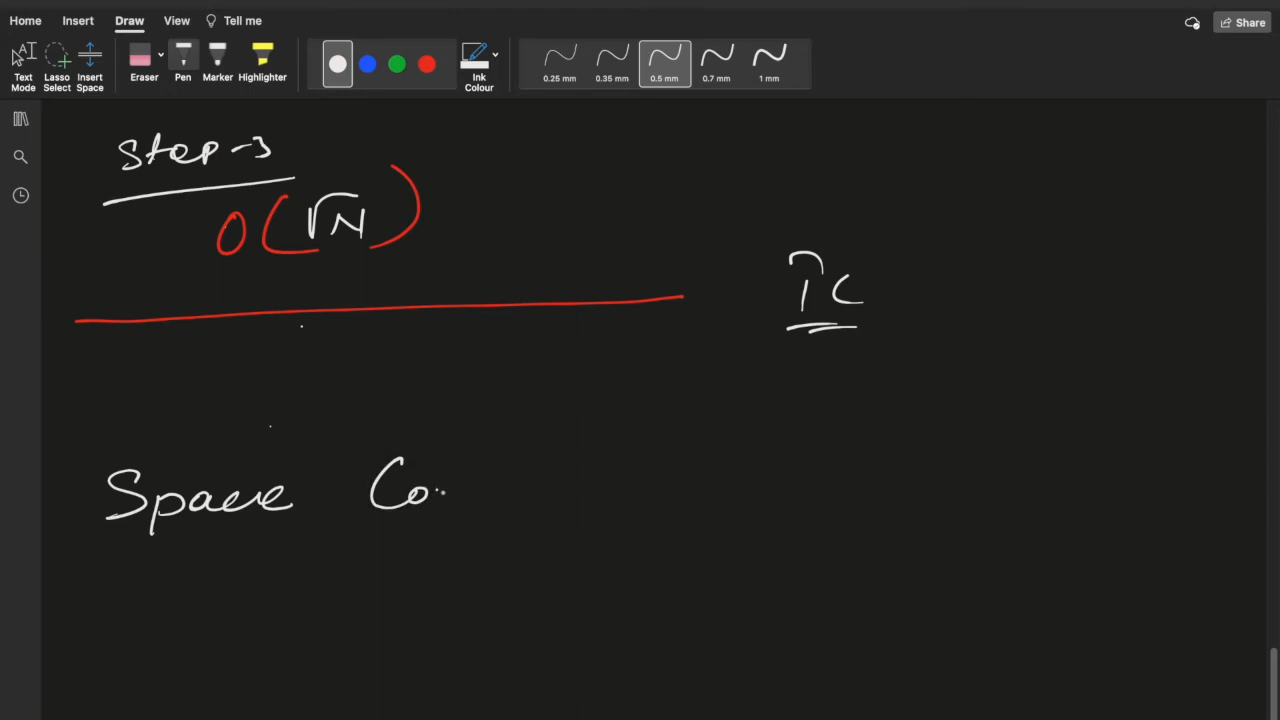 Home Insert Draw View Tell me
Share
Text Mode Lasso Select Insert Space Eraser Pen Marker Highlighter Ink Colour 0.25 mm 0.35 mm 0.5 mm 0.7 mm 1 mm
Step-3
O(√N)
TC
Space Co